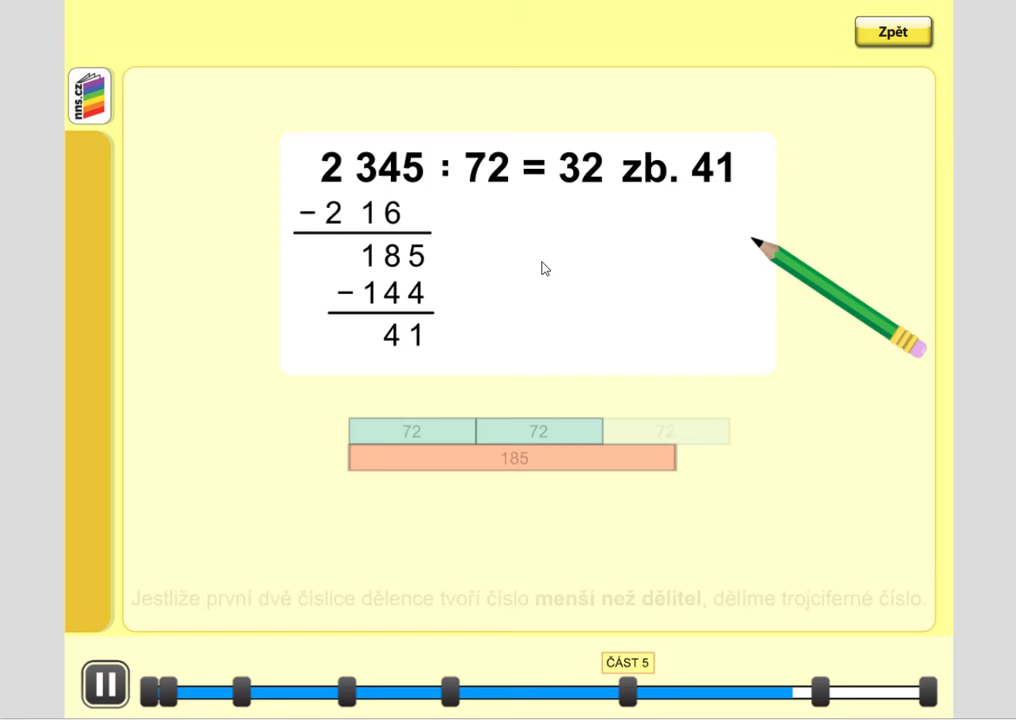 Zpět
nns.cz
2 345 : 72 = 32 zb. 41
− 2 16
185
− 144
41
72 72 72
185
Jestliže první dvě číslice dělence tvoří číslo menší než dělitel, dělíme trojciferné číslo.
ČÁST 5